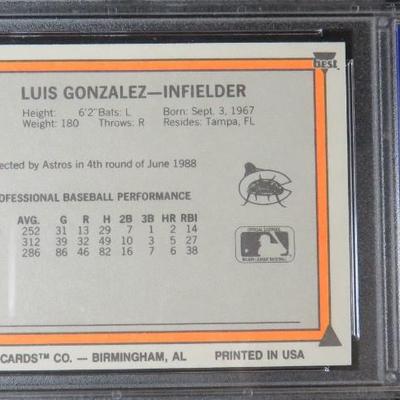 best
LUIS GONZALEZ—INFIELDER
Height: 6'2" Bats: L Born: Sept. 3, 1967
Weight: 180 Throws: R Resides: Tampa, FL
ected by Astros in 4th round of June 1988
OFESSIONAL BASEBALL PERFORMANCE
AVG. G R H 2B 3B HR RBI
252 31 13 29 7 1 2 14
312 39 32 49 10 3 5 27
286 86 46 82 16 7 6 38
CARDS™ CO. — BIRMINGHAM, AL PRINTED IN USA